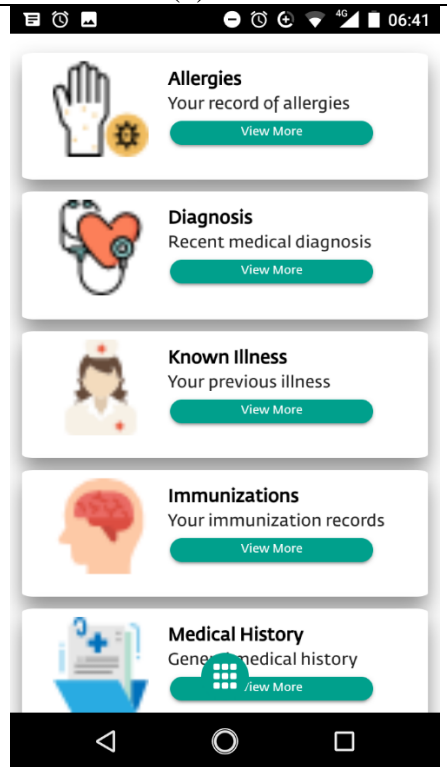 4G 06:41
Allergies
Your record of allergies
View More
Diagnosis
Recent medical diagnosis
View More
Known Illness
Your previous illness
View More
Immunizations
Your immunization records
View More
Medical History
medical history
View More